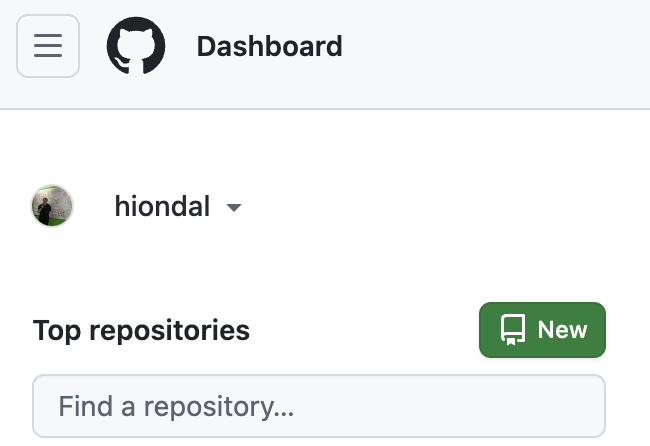 Dashboard
hiondal
Top repositories
New
Find a repository...